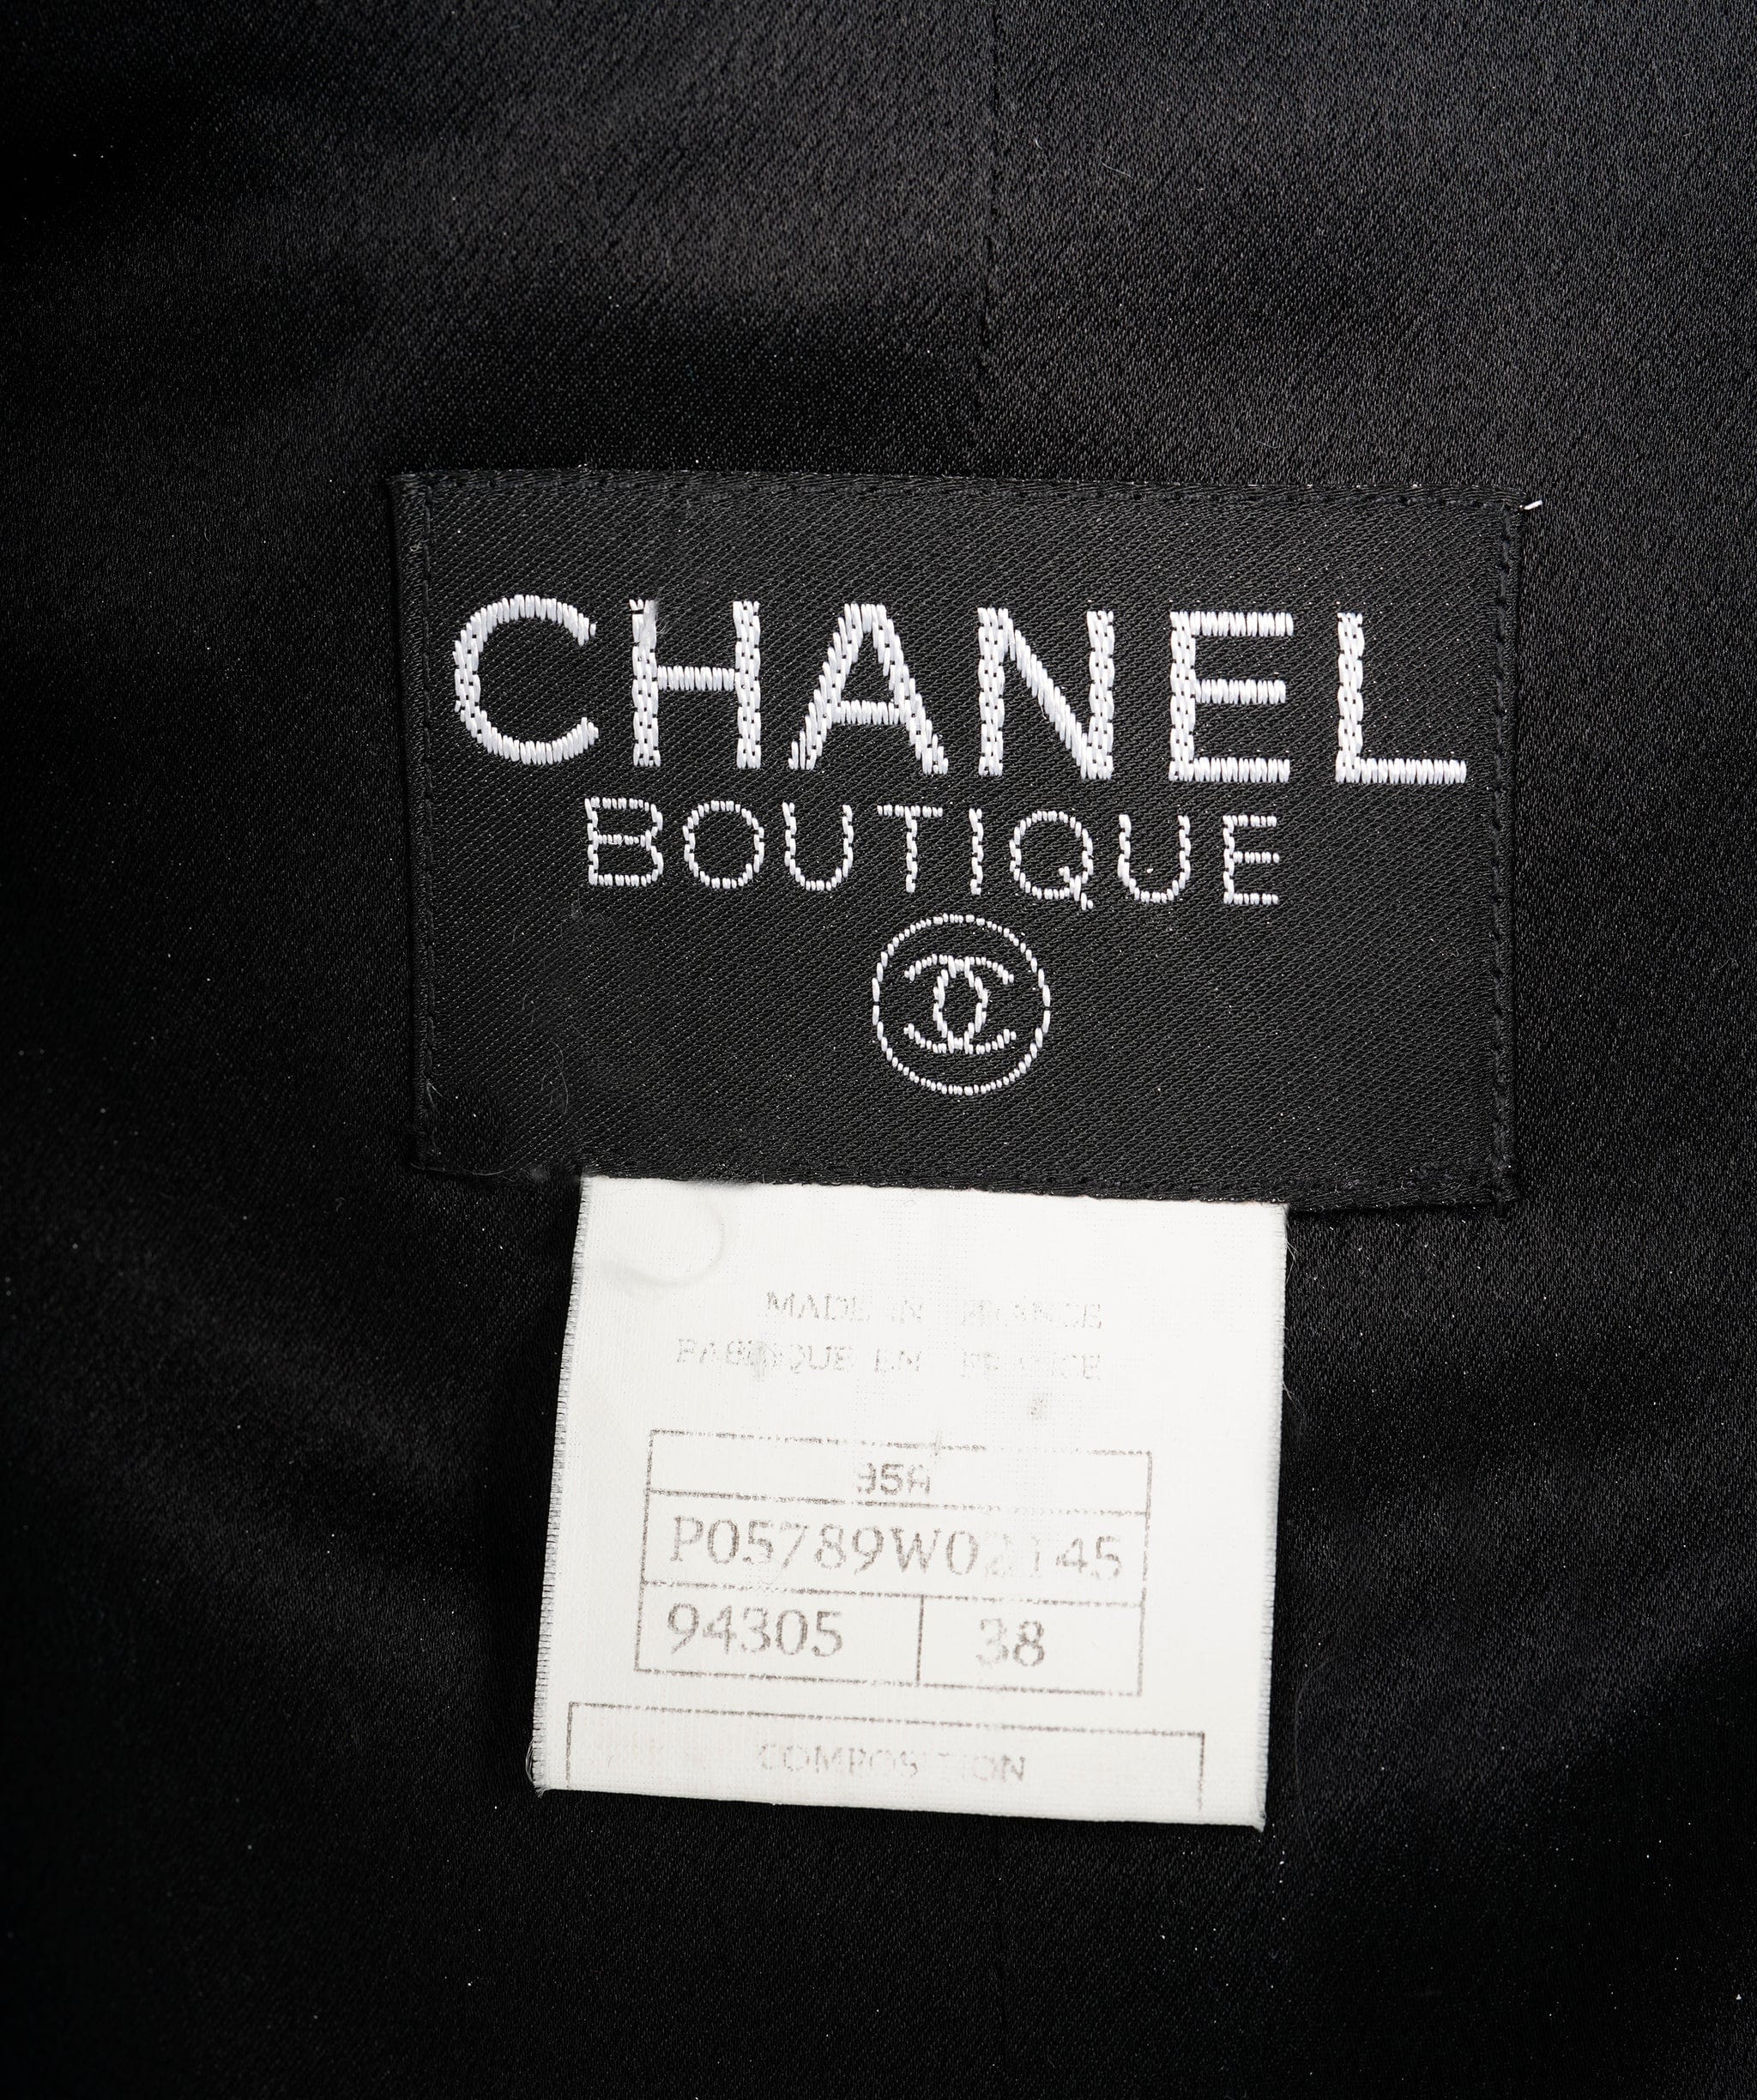 CHANEL
BOUTIQUE
MADE IN FRANCE
FABRIQUE EN FRANCE
95A
P05789W02145
94305 38
COMPOSITION